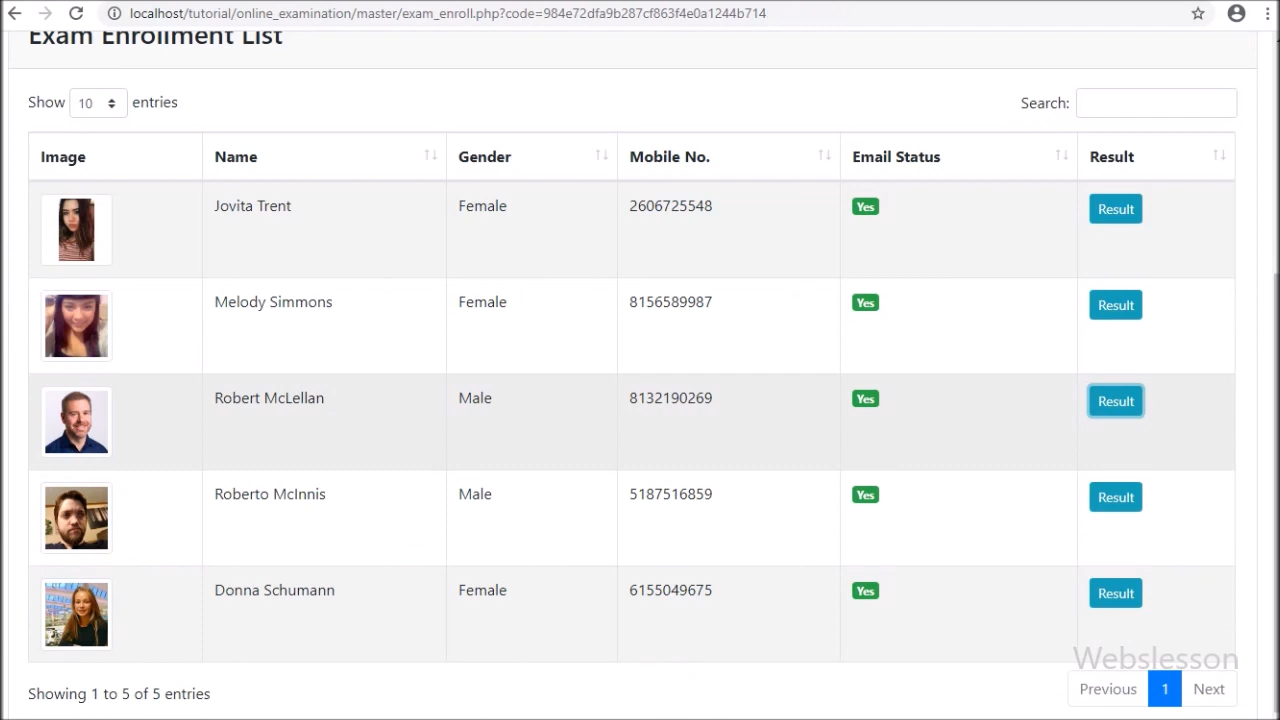 localhost/tutorial/online_examination/master/exam_enroll.php?code=984e72dfa9b287cf863f4e0a1244b714
Exam Enrollment List
Show 10 entries Search:
Image Name Gender Mobile No. Email Status Result
Jovita Trent Female 2606725548 Yes Result
Melody Simmons Female 8156589987 Yes Result
Robert McLellan Male 8132190269 Yes Result
Roberto McInnis Male 5187516859 Yes Result
Donna Schumann Female 6155049675 Yes Result
Webslesson
Showing 1 to 5 of 5 entries Previous 1 Next